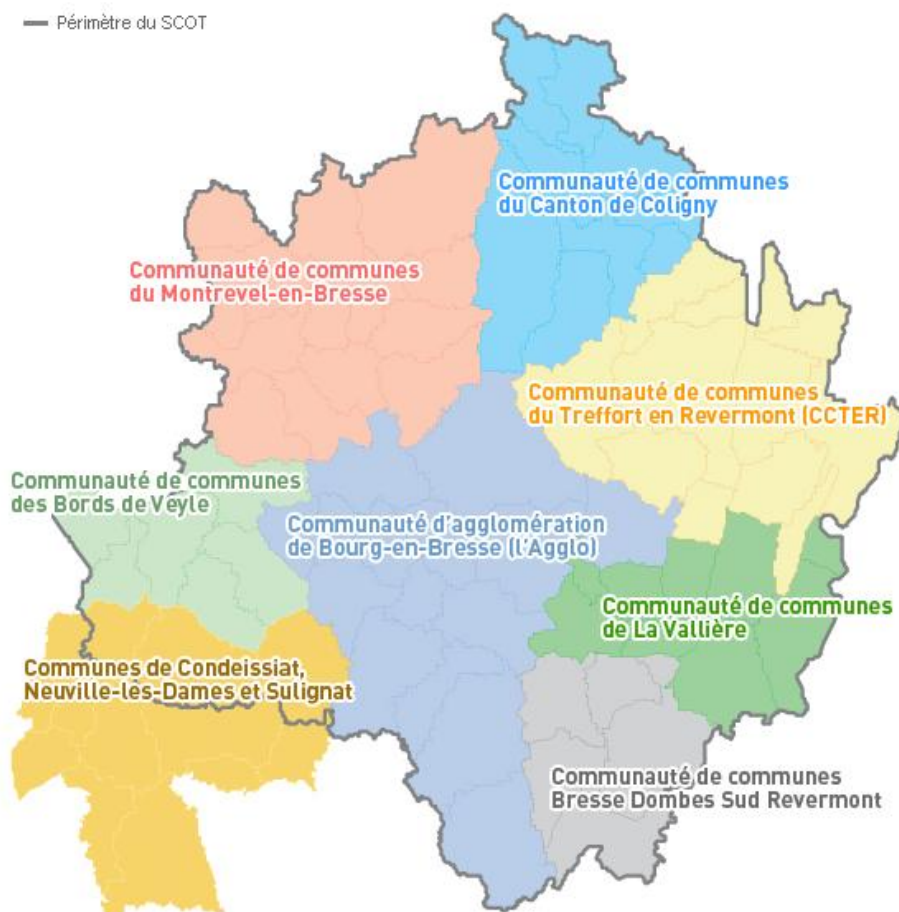 Périmètre du SCOT
Communauté de communes
du Canton de Coligny
Communauté de communes
du Montrevel-en-Bresse
Communauté de communes
du Treffort en Revermont (CCTER)
Communauté de communes
des Bords de Veyle
Communauté d'agglomération
de Bourg-en-Bresse (l'Agglo)
Communauté de communes
de La Vallière
Communes de Condeissiat,
Neuville-les-Dames et Sulignat
Communauté de communes
Bresse Dombes Sud Revermont